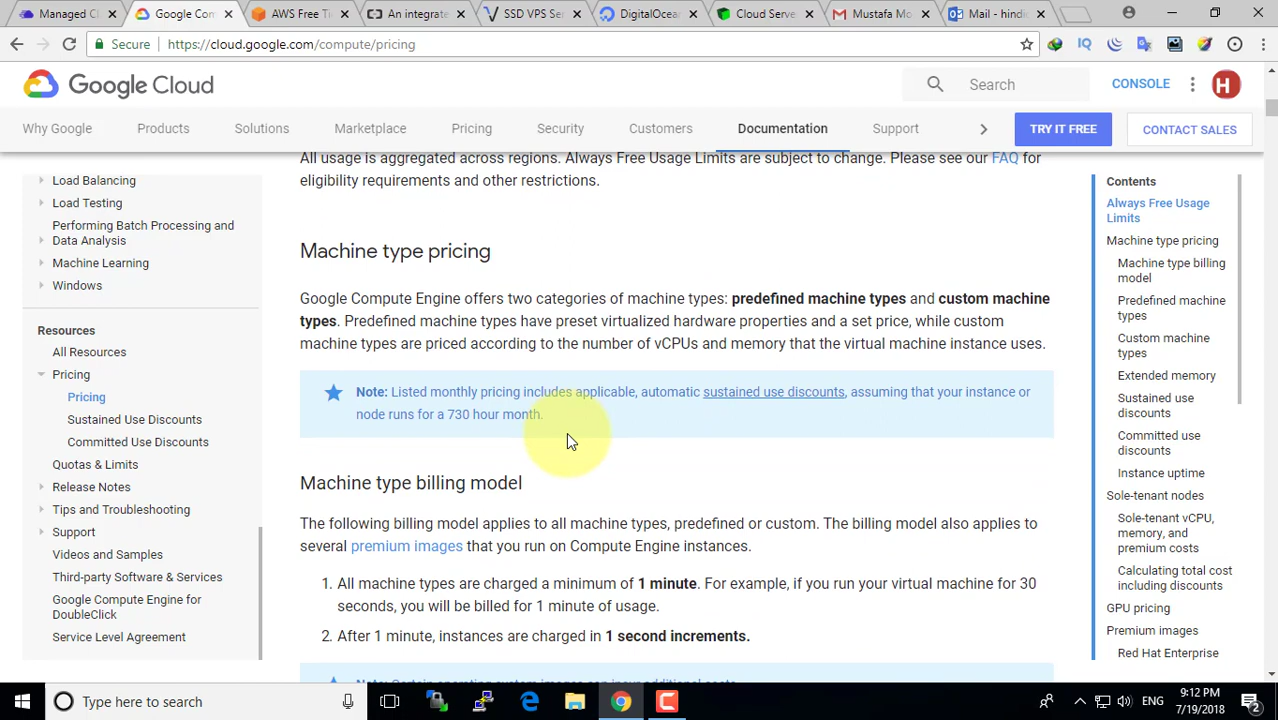 Managed C
Google Com
AWS Free Ti
An integrate
SSD VPS Se
DigitalOcea
Cloud Serve
Mustafa Mo
Mail - hindi
Secure
https://cloud.google.com/compute/pricing
IQ
Google Cloud
Search
CONSOLE
H
Why Google
Products
Solutions
Marketplace
Pricing
Security
Customers
Documentation
Support
TRY IT FREE
CONTACT SALES
Load Balancing
Load Testing
Performing Batch Processing and
Data Analysis
Machine Learning
Windows
Resources
All Resources
Pricing
Pricing
Sustained Use Discounts
Committed Use Discounts
Quotas & Limits
Release Notes
Tips and Troubleshooting
Support
Videos and Samples
Third-party Software & Services
Google Compute Engine for
DoubleClick
Service Level Agreement
All usage is aggregated across regions. Always Free Usage Limits are subject to change. Please see our FAQ for
eligibility requirements and other restrictions.
Machine type pricing
Google Compute Engine offers two categories of machine types: predefined machine types and custom machine
types. Predefined machine types have preset virtualized hardware properties and a set price, while custom
machine types are priced according to the number of vCPUs and memory that the virtual machine instance uses.
Note: Listed monthly pricing includes applicable, automatic sustained use discounts, assuming that your instance or
node runs for a 730 hour month.
Machine type billing model
The following billing model applies to all machine types, predefined or custom. The billing model also applies to
several premium images that you run on Compute Engine instances.
1. All machine types are charged a minimum of 1 minute. For example, if you run your virtual machine for 30
seconds, you will be billed for 1 minute of usage.
2. After 1 minute, instances are charged in 1 second increments.
Note: Certain operating system images can incur additional costs.
Contents
Always Free Usage
Limits
Machine type pricing
Machine type billing
model
Predefined machine
types
Custom machine
types
Extended memory
Sustained use
discounts
Committed use
discounts
Instance uptime
Sole-tenant nodes
Sole-tenant vCPU,
memory, and
premium costs
Calculating total cost
including discounts
GPU pricing
Premium images
Red Hat Enterprise
Type here to search
ENG
9:12 PM
7/19/2018
2